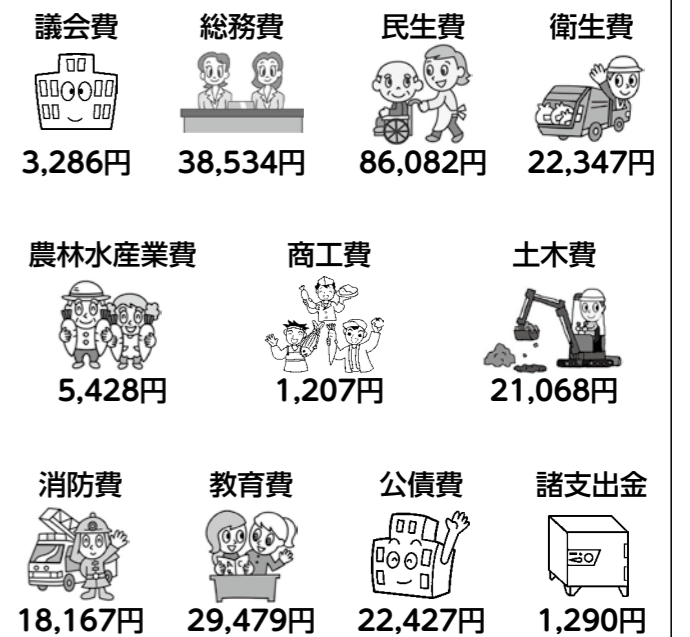 議会費 総務費 民生費 衛生費
3,286円 38,534円 86,082円 22,347円
農林水産業費 商工費 土木費
5,428円 1,207円 21,068円
消防費 教育費 公債費 諸支出金
A C
18,167円 29,479円 22,427円 1,290円